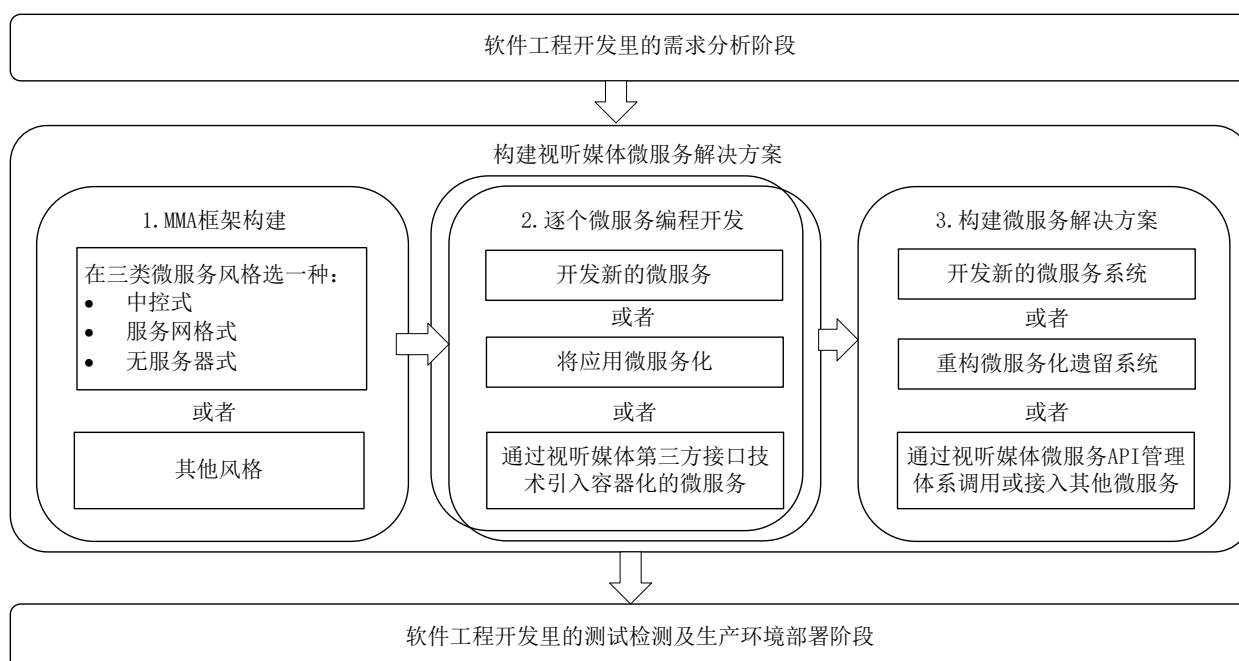 软件工程开发里的需求分析阶段
构建视听媒体微服务解决方案
1.MMA框架构建
在三类微服务风格选一种：
• 中控式
• 服务网格式
• 无服务器式
或者
其他风格
2.逐个微服务编程开发
开发新的微服务
或者
将应用微服务化
或者
通过视听媒体第三方接口技
术引入容器化的微服务
3.构建微服务解决方案
开发新的微服务系统
或者
重构微服务化遗留系统
或者
通过视听媒体微服务API管理
体系调用或接入其他微服务
软件工程开发里的测试检测及生产环境部署阶段